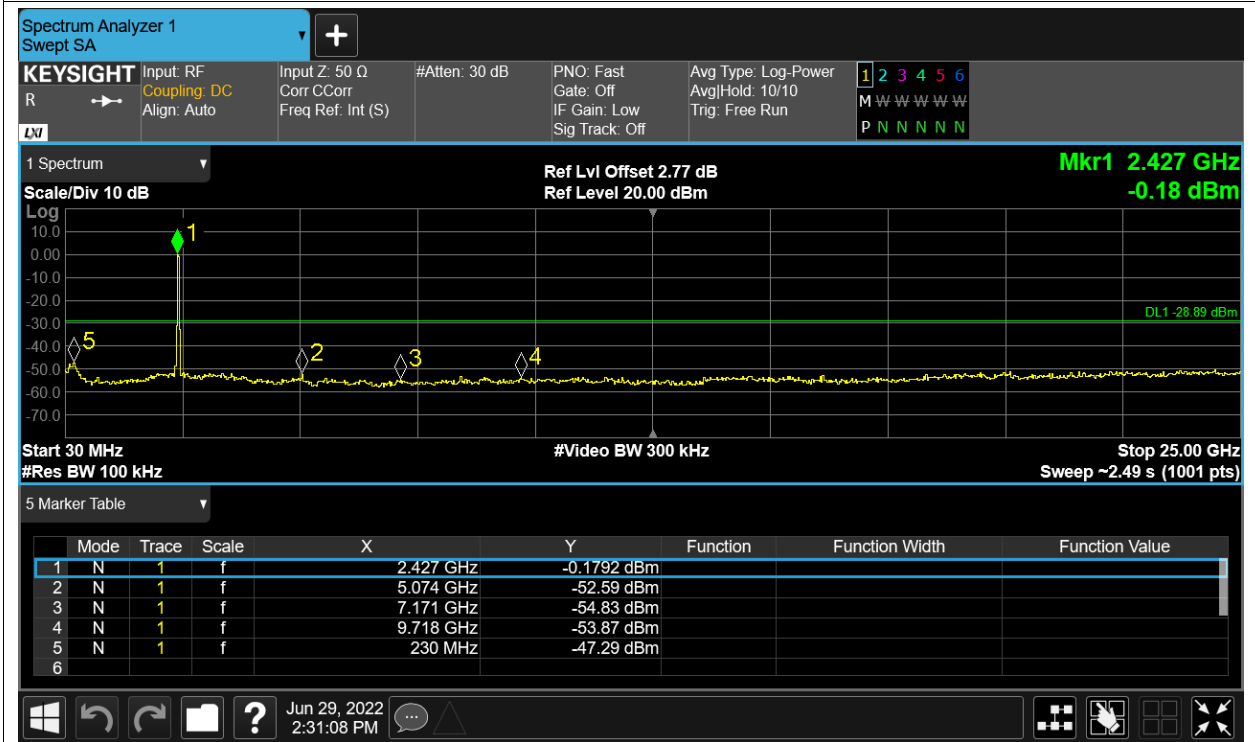 Spectrum Analyzer 1
Swept SA
+
KEYSIGHT
R
LXI
Input: RF
Coupling: DC
Align: Auto
Input Z: 50 Ω
Corr CCorr
Freq Ref: Int (S)
#Atten: 30 dB
PNO: Fast
Gate: Off
IF Gain: Low
Sig Track: Off
Avg Type: Log-Power
Avg|Hold: 10/10
Trig: Free Run
1 2 3 4 5 6
M W W W W W
P N N N N N
1 Spectrum
Scale/Div 10 dB
Ref Lvl Offset 2.77 dB
Ref Level 20.00 dBm
Mkr1 2.427 GHz
-0.18 dBm
Log
10.0
0.00
-10.0
-20.0
-30.0
-40.0
-50.0
-60.0
-70.0
1
DL1 -28.89 dBm
5
2
3
4
Start 30 MHz
#Video BW 300 kHz
Stop 25.00 GHz
#Res BW 100 kHz
Sweep ~2.49 s (1001 pts)
5 Marker Table
Mode Trace Scale X Y Function Function Width Function Value
1 N 1 f 2.427 GHz -0.1792 dBm
2 N 1 f 5.074 GHz -52.59 dBm
3 N 1 f 7.171 GHz -54.83 dBm
4 N 1 f 9.718 GHz -53.87 dBm
5 N 1 f 230 MHz -47.29 dBm
6
?
Jun 29, 2022
2:31:08 PM